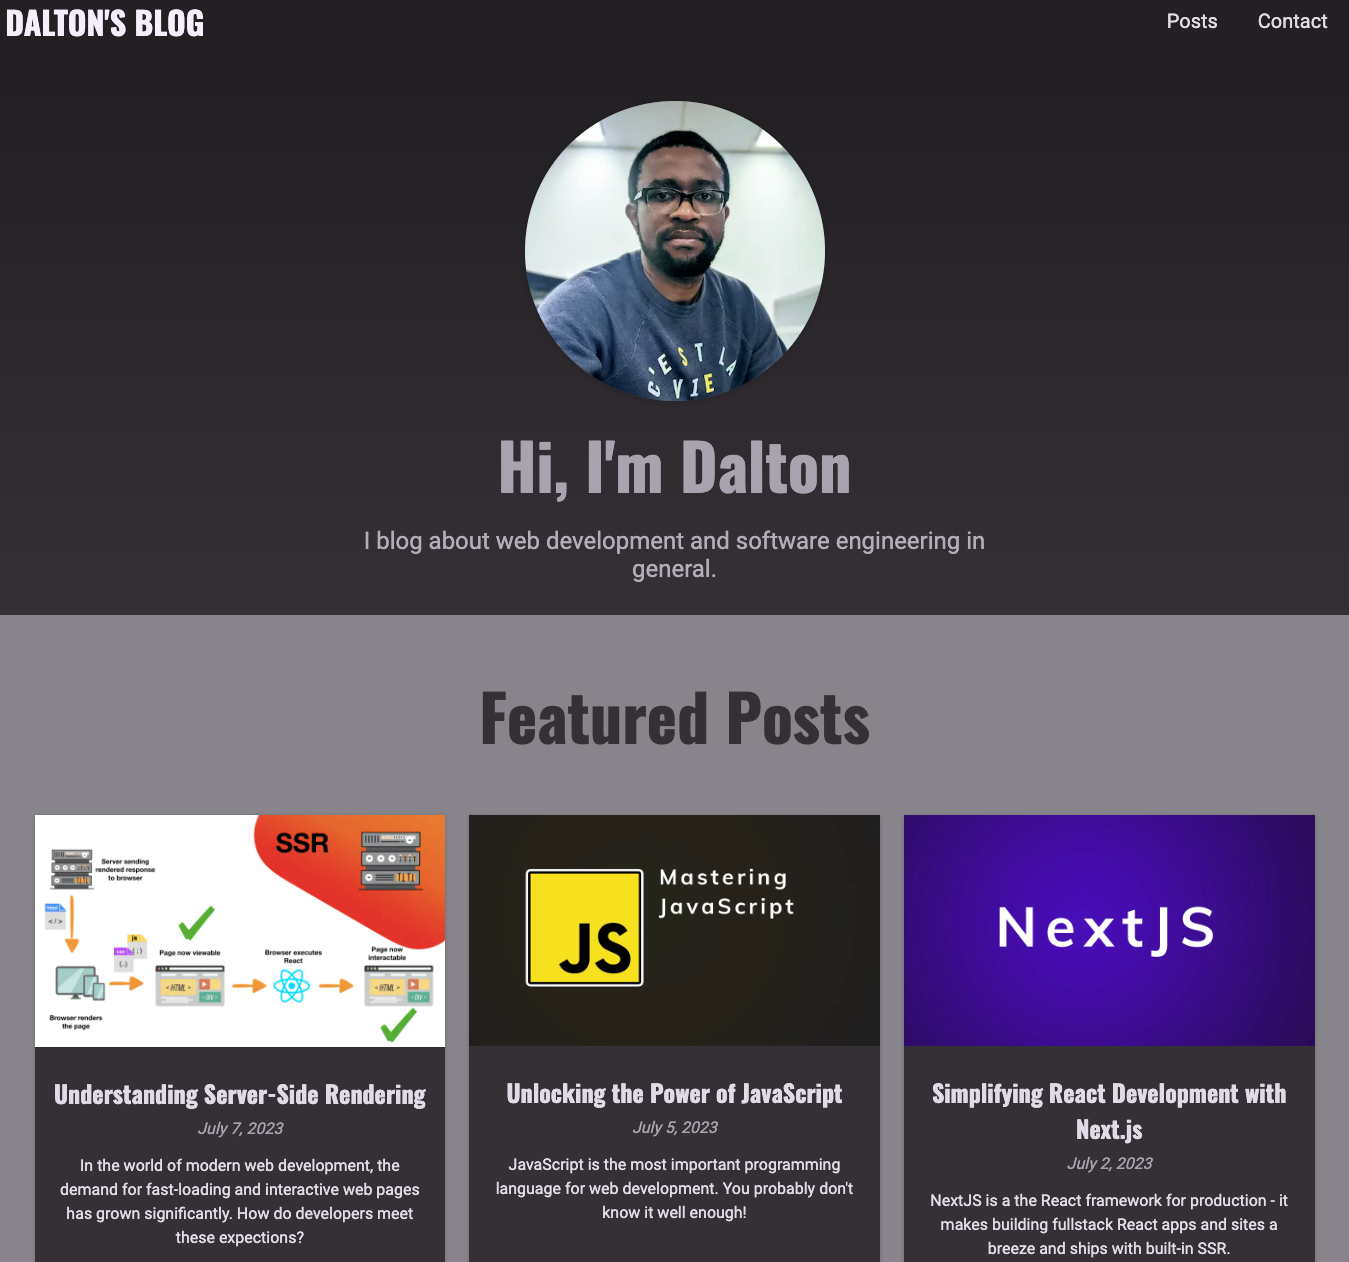 DALTON'S BLOG
Posts
Contact
C'EST LA
VIE
Hi, I'm Dalton
I blog about web development and software engineering in
general.
Featured Posts
SSR
Server sending
rendered response
to browser
Page now viewable
Browser executes
React
Page now
interactable
< HTML >
< DIV >
< HTML >
< DIV >
Browser renders
the page
JS
Mastering
JavaScript
NextJS
Understanding Server-Side Rendering
July 7, 2023
In the world of modern web development, the
demand for fast-loading and interactive web pages
has grown significantly. How do developers meet
these expections?
Unlocking the Power of JavaScript
July 5, 2023
JavaScript is the most important programming
language for web development. You probably don't
know it well enough!
Simplifying React Development with
Next.js
July 2, 2023
NextJS is a the React framework for production - it
makes building fullstack React apps and sites a
breeze and ships with built-in SSR.